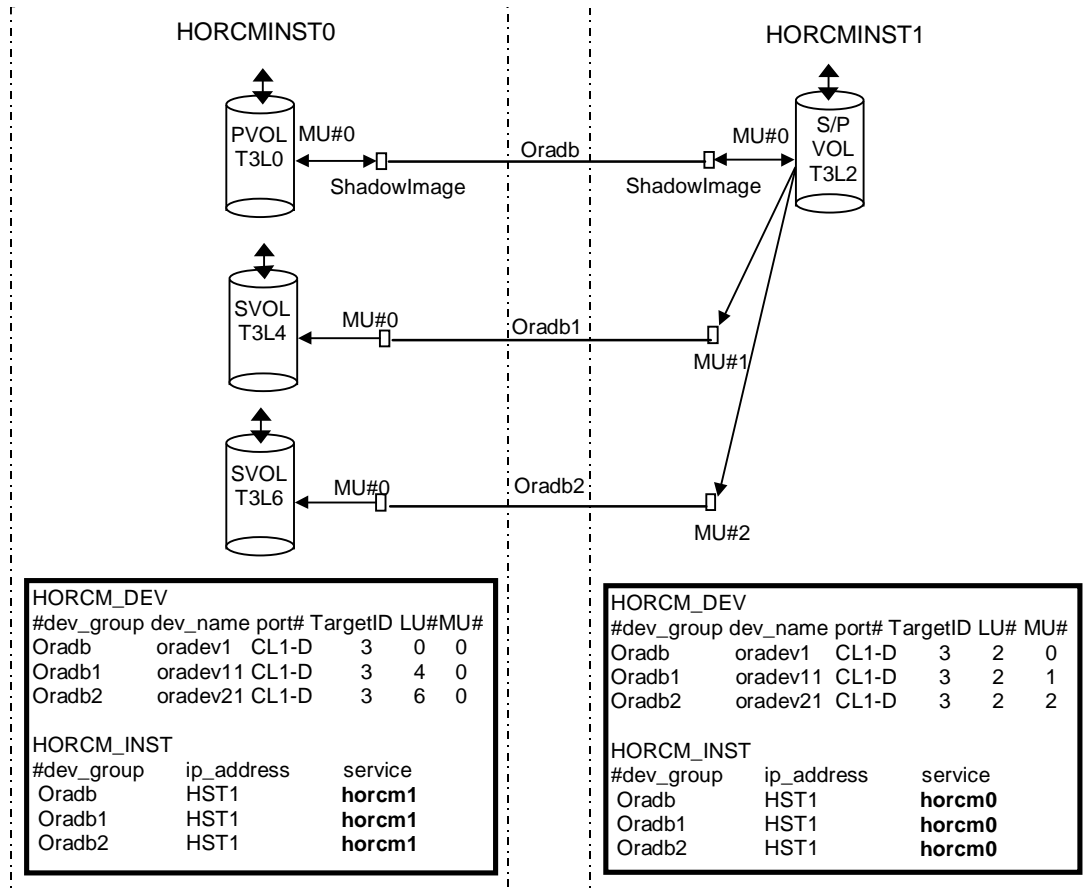 HORCMINST0
HORCMINST1
PVOL
T3L0
MU#0
ShadowImage
Oradb
MU#0
ShadowImage
S/P
VOL
T3L2
SVOL
T3L4
MU#0
Oradb1
MU#1
SVOL
T3L6
MU#0
Oradb2
MU#2
HORCM_DEV
#dev_group dev_name port# TargetID LU#MU#
Oradb oradev1 CL1-D 3 0 0
Oradb1 oradev11 CL1-D 3 4 0
Oradb2 oradev21 CL1-D 3 6 0
HORCM_INST
#dev_group ip_address service
Oradb HST1 horcm1
Oradb1 HST1 horcm1
Oradb2 HST1 horcm1
HORCM_DEV
#dev_group dev_name port# TargetID LU# MU#
Oradb oradev1 CL1-D 3 2 0
Oradb1 oradev11 CL1-D 3 2 1
Oradb2 oradev21 CL1-D 3 2 2
HORCM_INST
#dev_group ip_address service
Oradb HST1 horcm0
Oradb1 HST1 horcm0
Oradb2 HST1 horcm0